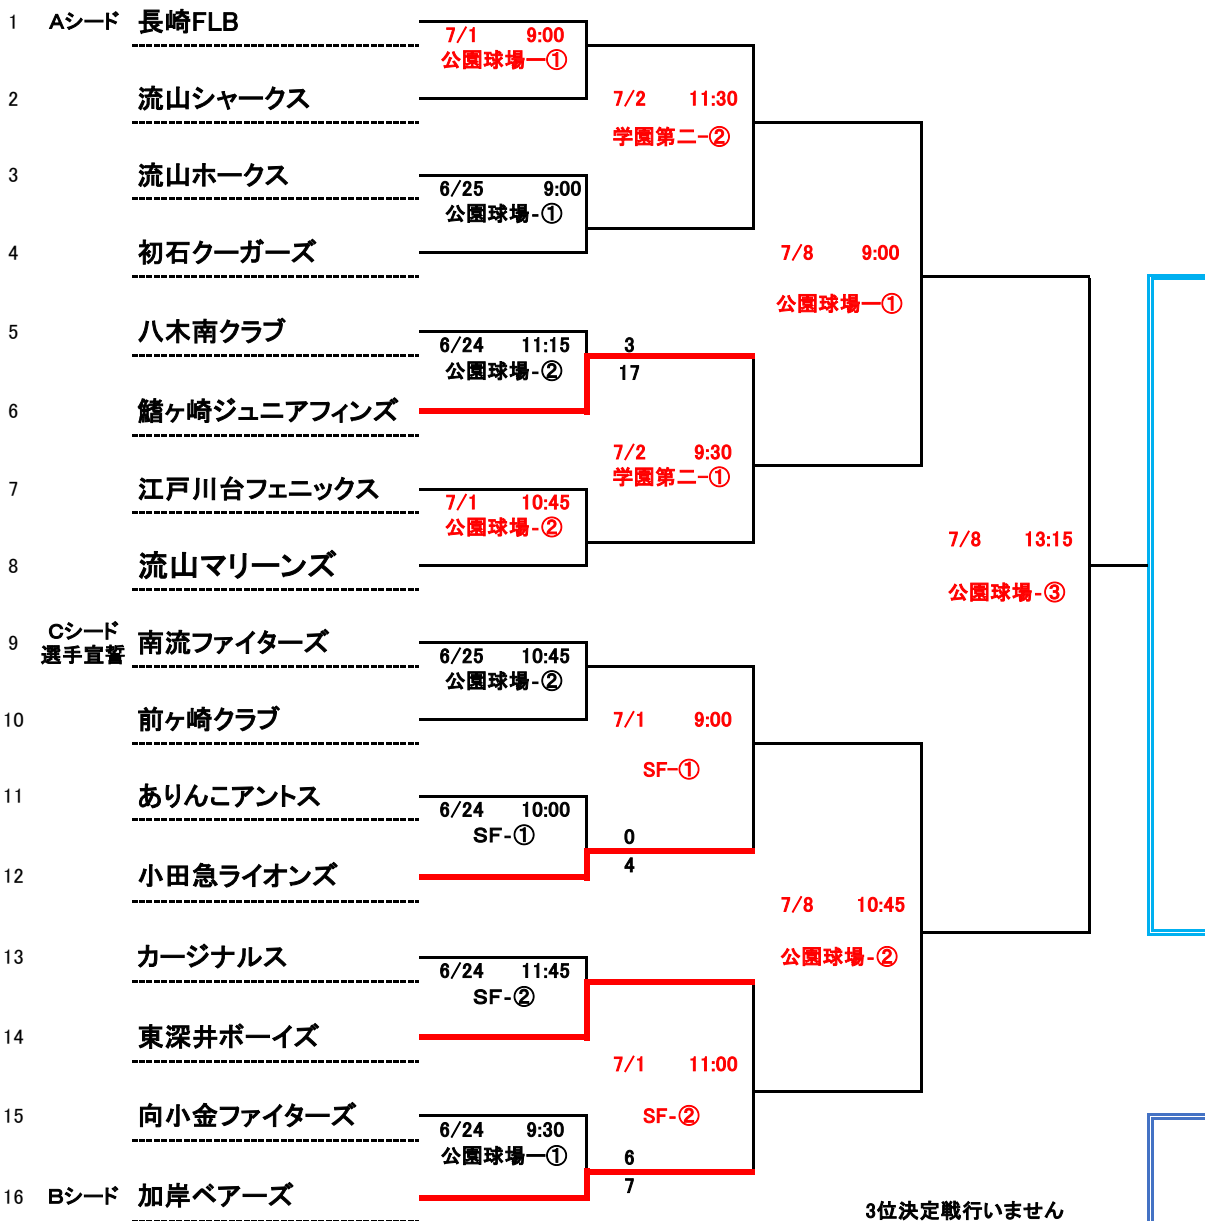 1 Aシード 長崎FLB
7/1 9:00
公園球場一①
2 流山シャークス
7/2 11:30
学園第二-②
3 流山ホークス
6/25 9:00
公園球場-①
4 初石クーガーズ
7/8 9:00
公園球場一①
5 八木南クラブ
6/24 11:15
公園球場-②
3
17
6 鰭ヶ崎ジュニアフィンズ
7/2 9:30
学園第二-①
7 江戸川台フェニックス
7/1 10:45
公園球場-②
8 流山マリーンズ
7/8 13:15
公園球場-③
9 Cシード
選手宣誓
南流ファイターズ
6/25 10:45
公園球場-②
10 前ヶ崎クラブ
7/1 9:00
SF-①
11 ありんこアントス
6/24 10:00
SF-①
0
4
12 小田急ライオンズ
7/8 10:45
公園球場-②
13 カージナルス
6/24 11:45
SF-②
14 東深井ボーイズ
7/1 11:00
SF-②
15 向小金ファイターズ
6/24 9:30
公園球場一①
6
7
16 Bシード 加岸ベアーズ
3位決定戦行いません